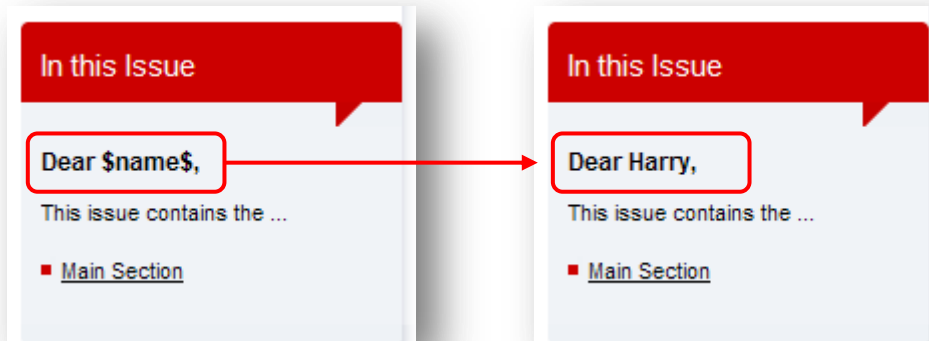 In this Issue
Dear $name$,
This issue contains the ...
Main Section
In this Issue
Dear Harry,
This issue contains the ...
Main Section